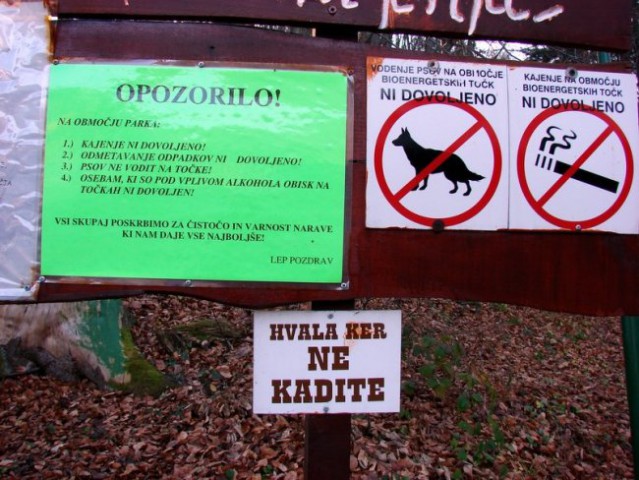 OPOZORILO!
NA OBMOČJU PARKA:
1.) KAJENJE NI DOVOLJENO!
2.) ODMETAVANJE ODPADKOV NI DOVOLJENO!
3.) PSOV NE VODIT NA TOČKE!
4.) OSEBAM, KI SO POD VPLIVOM ALKOHOLA OBISK NA
TOČKAH NI DOVOLJEN!
VSI SKUPAJ POSKRBIMO ZA ČISTOČO IN VARNOST NARAVE
KI NAM DAJE VSE NAJBOLJŠE!
LEP POZDRAV
VODENJE PSOV NA OBMOČJE
BIOENERGETSKIH TOČK
NI DOVOLJENO
KAJENJE NA OBMOČJU
BIOENERGETSKIH TOČK
NI DOVOLJENO
HVALA KER
NE
KADITE